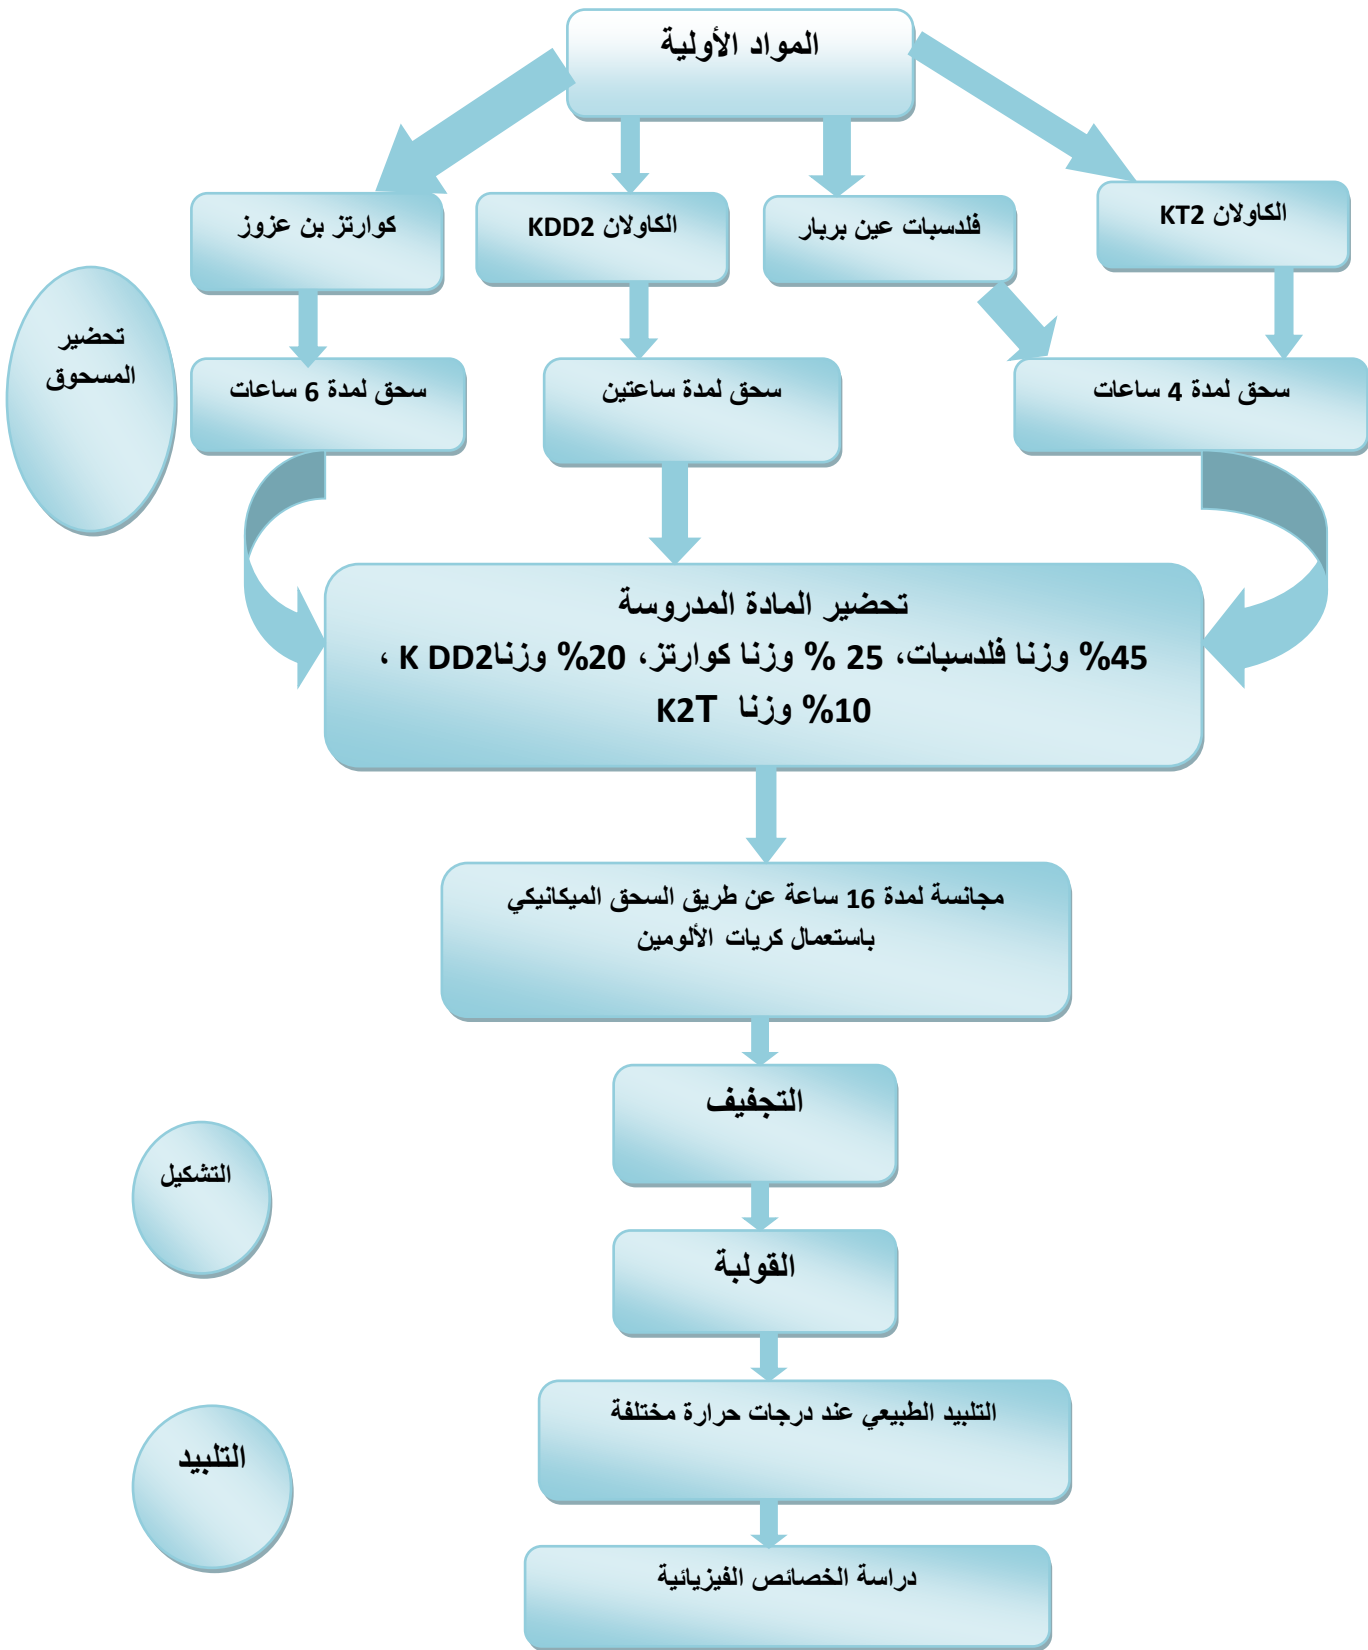 المواد الأولية
الكاولان KT2
فلدسبات عين بربار
الكاولان KDD2
كوارتز بن عزوز
تحضير
المسحوق
سحق لمدة 4 ساعات
سحق لمدة ساعتين
سحق لمدة 6 ساعات
تحضير المادة المدروسة
45% وزنا فلدسبات، 25 % وزنا كوارتز، 20% وزناK DD2 ،
10% وزنا K2T
مجانسة لمدة 16 ساعة عن طريق السحق الميكانيكي
باستعمال كريات الألومين
التجفيف
التشكيل
القولبة
التلبيد الطبيعي عند درجات حرارة مختلفة
التلبيد
دراسة الخصائص الفيزيائية